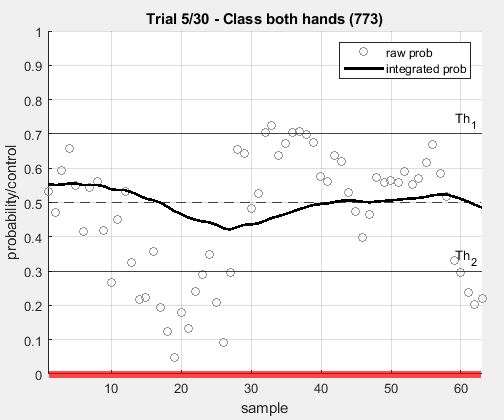 Trial 5/30 - Class both hands (773)
raw prob
integrated prob
1
0.9
0.8
0.7
0.6
0.5
0.4
0.3
0.2
0.1
0
Th1
Th2
probability/control
10
20
30
40
50
60
sample